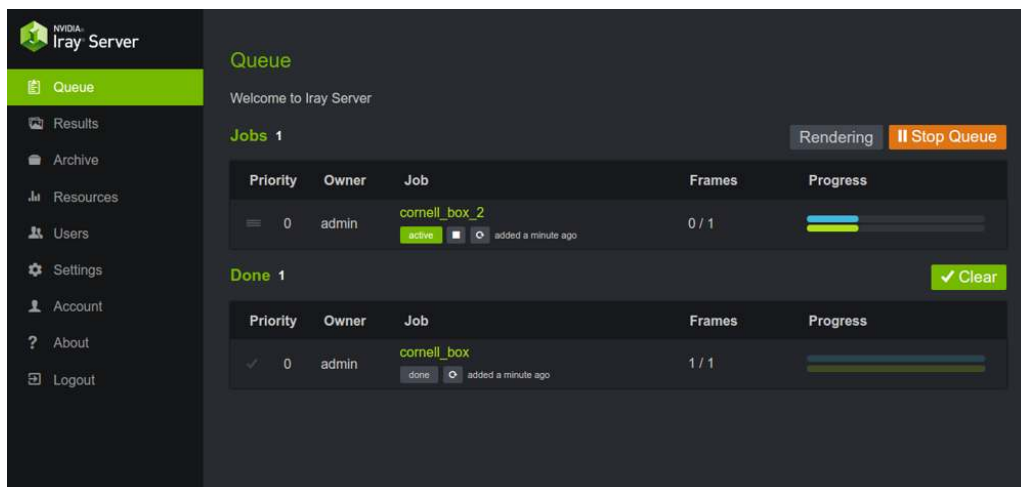 NVIDIA.
Iray Server
Queue
Results
Archive
Resources
Users
Settings
Account
? About
Logout
Queue
Welcome to Iray Server
Jobs 1
Rendering Stop Queue
Priority Owner Job Frames Progress
0 admin cornell_box_2 0 / 1
active added a minute ago
Done 1
Clear
Priority Owner Job Frames Progress
0 admin cornell_box 1 / 1
done added a minute ago